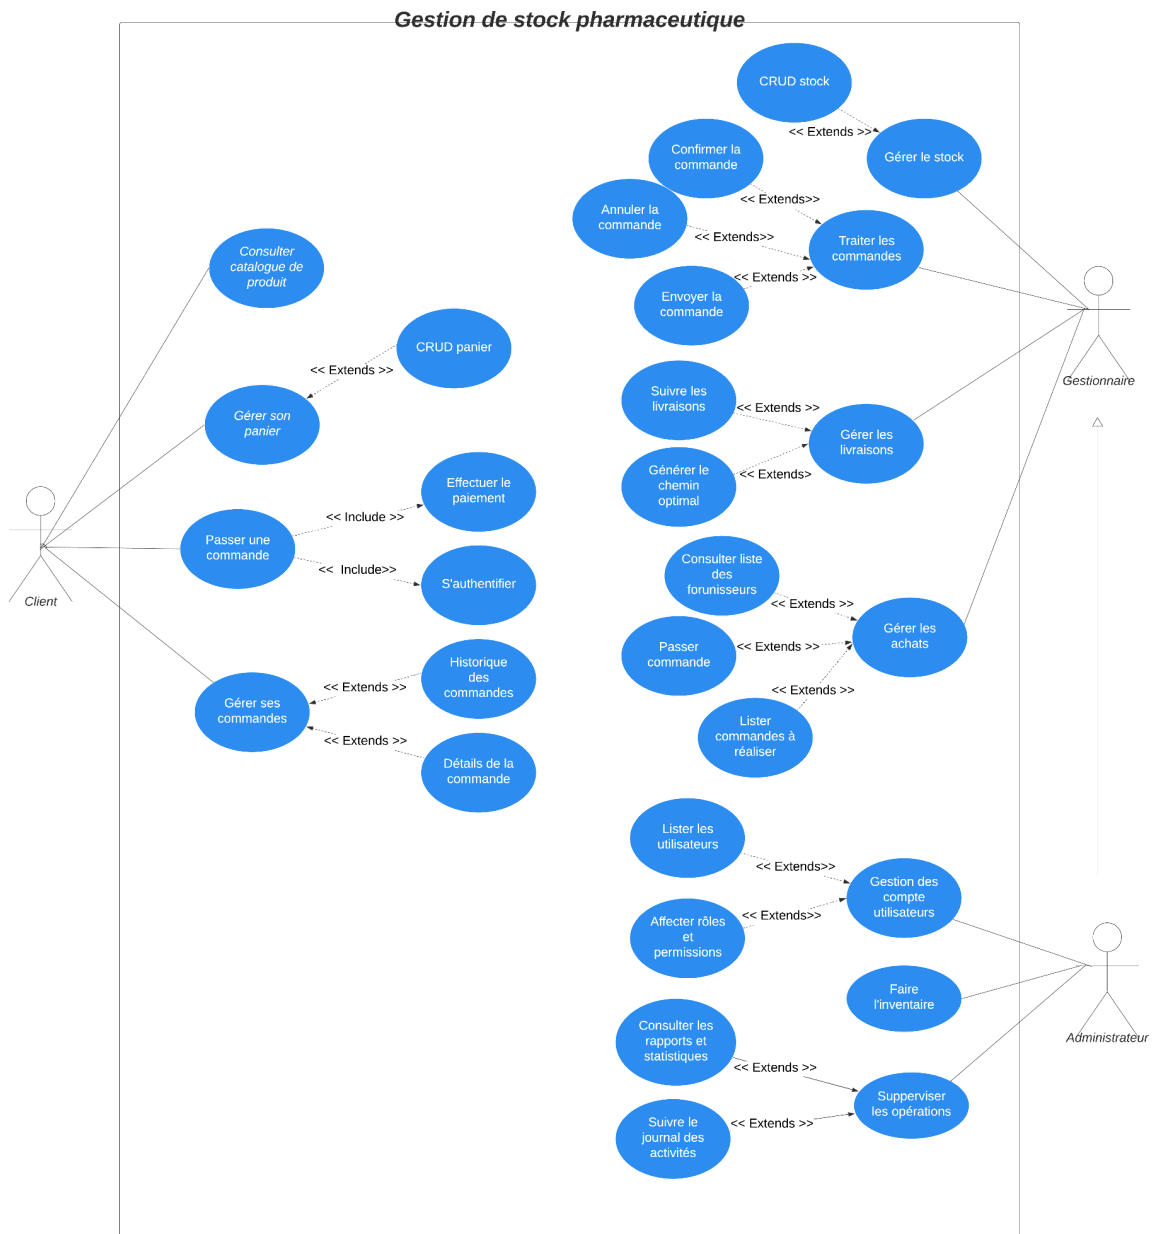 Gestion de stock pharmaceutique
CRUD stock
<< Extends >>
Gérer le stock
Confirmer la
commande
<< Extends>>
Annuler la
commande
<< Extends>>
Traiter les
commandes
<< Extends >>
Envoyer la
commande
Consulter
catalogue de
produit
CRUD panier
<< Extends >>
Gérer son
panier
Gestionnaire
Suivre les
livraisons
<< Extends >>
Gérer les
livraisons
Générer le
chemin
optimal
<< Extends>
Effectuer le
paiement
<< Include >>
Passer une
commande
<<  Include>>
S'authentifier
Client
Consulter liste
des
forunisseurs
<< Extends >>
Gérer les
achats
Passer
commande
<< Extends >>
<< Extends >>
Lister
commandes à
réaliser
Historique
des
commandes
<< Extends >>
Gérer ses
commandes
<< Extends >>
Détails de la
commande
Lister les
utilisateurs
<< Extends>>
Gestion des
compte
utilisateurs
Affecter rôles
et
permissions
<< Extends>>
Faire
l'inventaire
Administrateur
Consulter les
rapports et
statistiques
<< Extends >>
Supperviser
les opérations
Suivre le
journal des
activités
<< Extends >>